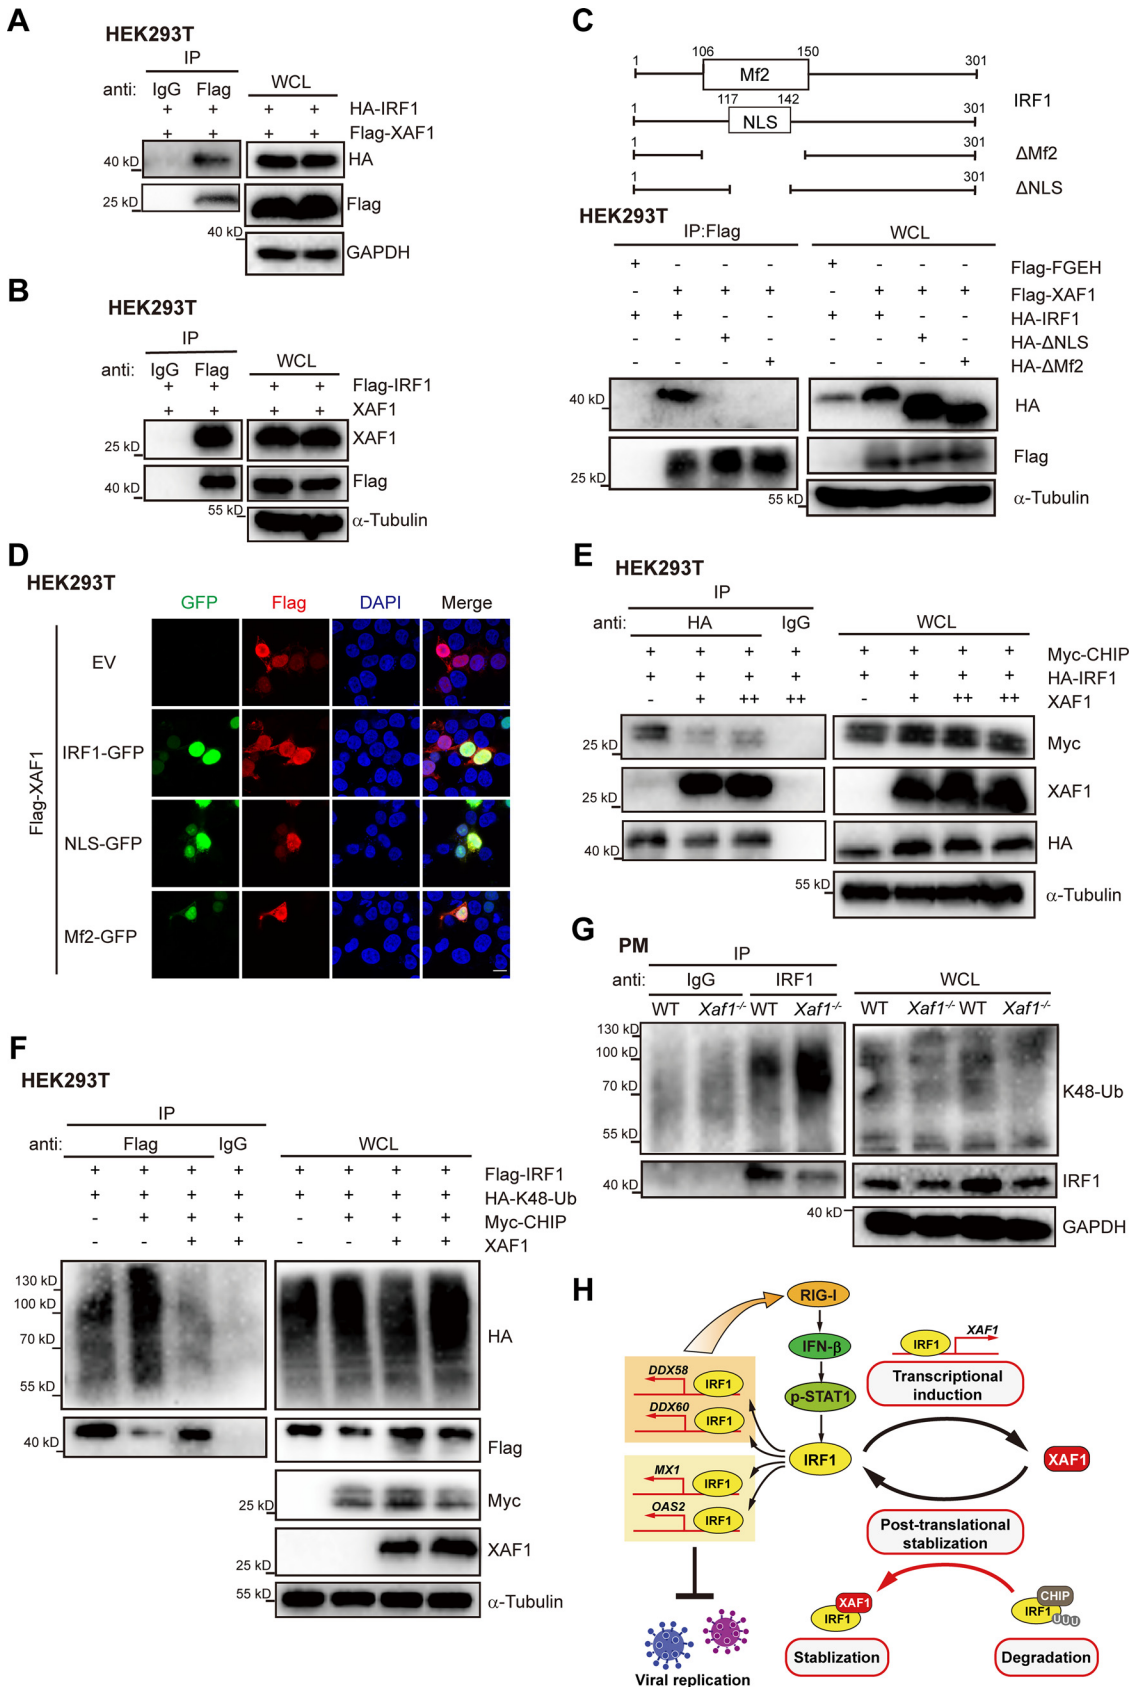 A
HEK293T
IP
anti: IgG Flag WCL
+ + + + HA-IRF1
+ + + + Flag-XAF1
40 kD HA
25 kD Flag
40 kD
GAPDH
B
HEK293T
IP
anti: IgG Flag WCL
+ + + + Flag-IRF1
+ + + + XAF1
25 kD XAF1
40 kD Flag
55 kD
α-Tubulin
C
1 106 150 301
Mf2
IRF1
1 117 142 301
NLS
1 301 ΔMf2
1 301 ΔNLS
HEK293T
IP:Flag WCL
+ - - - + - - - Flag-FGEH
- + + + - + + + Flag-XAF1
+ + - - + + - - HA-IRF1
- - + - - - + - HA-ΔNLS
- - - + - - - + HA-ΔMf2
40 kD HA
25 kD Flag
55 kD α-Tubulin
D
HEK293T
GFP Flag DAPI Merge
Flag-XAF1
EV
IRF1-GFP
NLS-GFP
Mf2-GFP
E
HEK293T
IP
anti: HA IgG WCL
+ + + + + + + + Myc-CHIP
+ + + + + + + + HA-IRF1
- + ++ ++ - + ++ ++ XAF1
25 kD Myc
25 kD XAF1
40 kD HA
55 kD α-Tubulin
F
HEK293T
IP
anti: Flag IgG WCL
+ + + + + + + + Flag-IRF1
+ + + + + + + + HA-K48-Ub
- + + + - + + + Myc-CHIP
- - + + - - + + XAF1
130 kD
100 kD
70 kD
55 kD
HA
40 kD Flag
25 kD Myc
25 kD XAF1
55 kD α-Tubulin
G
PM
IP
anti: IgG IRF1 WCL
WT Xaf1-/- WT Xaf1-/- WT Xaf1-/- WT Xaf1-/-
130 kD
100 kD
70 kD
55 kD
K48-Ub
40 kD IRF1
40 kD
GAPDH
H
RIG-I
IFN-β
p-STAT1
IRF1
DDX58
IRF1
DDX60
IRF1
MX1
IRF1
OAS2
IRF1
Viral replication
IRF1 XAF1
Transcriptional
induction
XAF1
Post-translational
stablization
XAF1
IRF1
Stablization
CHIP
IRF1
UUU
Degradation